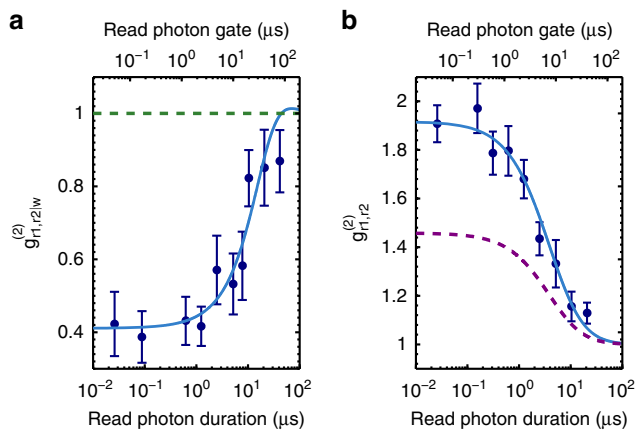 a
Read photon gate (μs)
10⁻¹ 10⁰ 10¹ 10²
1
0.8
0.6
0.4
g⁽²⁾r1,r2|w
10⁻² 10⁻¹ 10⁰ 10¹ 10²
Read photon duration (μs)
b
Read photon gate (μs)
10⁻¹ 10⁰ 10¹ 10²
2
1.8
1.6
1.4
1.2
1
g⁽²⁾r1,r2
10⁻² 10⁻¹ 10⁰ 10¹ 10²
Read photon duration (μs)